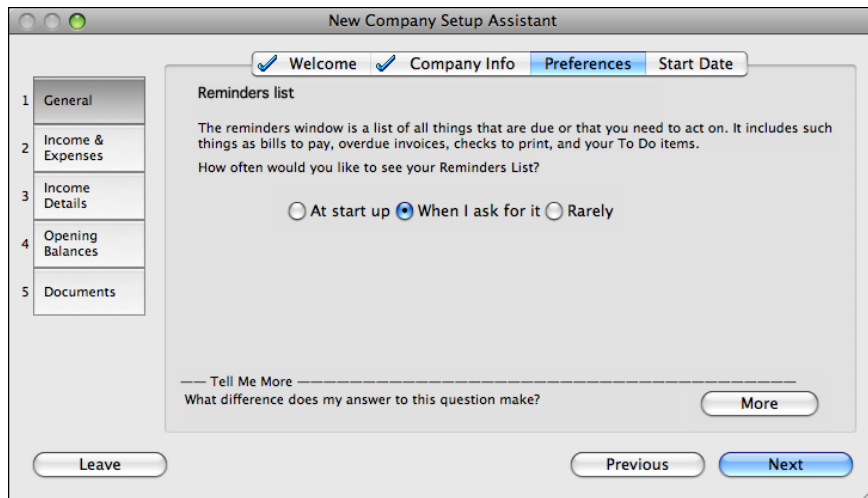 New Company Setup Assistant
Welcome Company Info Preferences Start Date
1 General
2 Income &
Expenses
3 Income
Details
4 Opening
Balances
5 Documents
Reminders list
The reminders window is a list of all things that are due or that you need to act on. It includes such
things as bills to pay, overdue invoices, checks to print, and your To Do items.
How often would you like to see your Reminders List?
At start up When I ask for it Rarely
Tell Me More
What difference does my answer to this question make?
More
Leave Previous Next